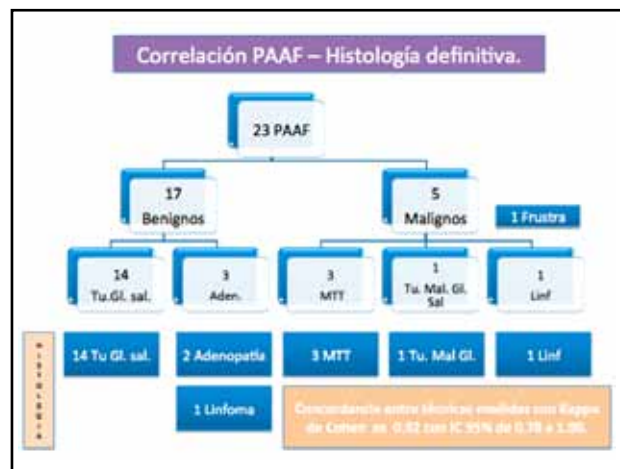 Correlación PAAF – Histología definitiva.
23 PAAF
17
Benignos
5
Malignos
1 Frustra
14
Tu.Gl. sal.
3
Aden.
3
MTT
1
Tu. Mal. Gl.
Sal
1
Linf
HISTOLOGIA
14 Tu Gl. sal.
2 Adenopatía
3 MTT
1 Tu. Mal Gl.
1 Linf
1 Linfoma
Concordancia entre técnicas medidas con Kappa
de Cohen es 0.92 con IC 95% de 0.78 a 1.00.